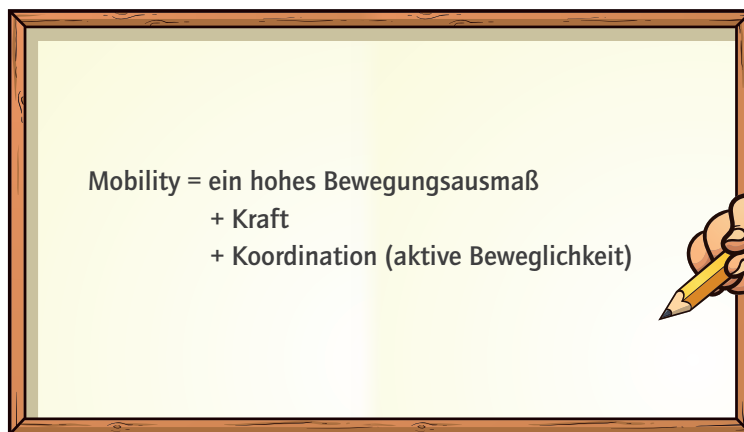 Mobility = ein hohes Bewegungsausmaß
+ Kraft
+ Koordination (aktive Beweglichkeit)